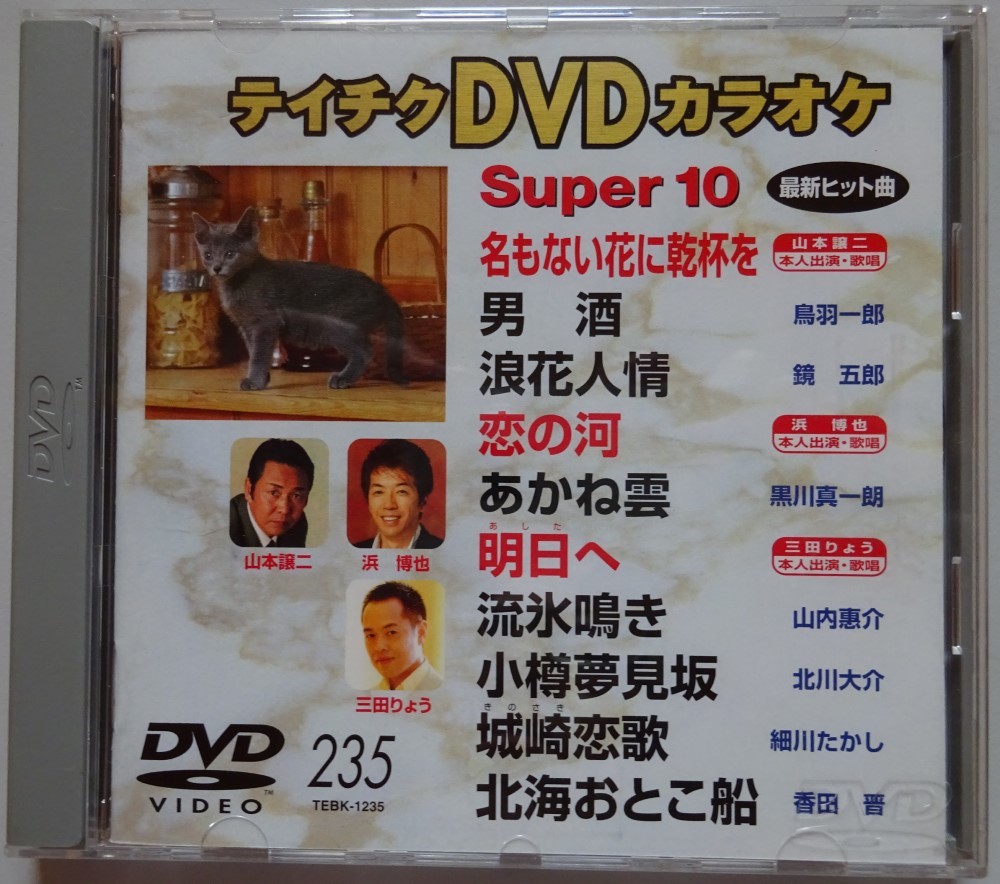 テイチクDVDカラオケ
Super 10 最新ヒット曲
名もない花に乾杯を 山本譲二 本人出演・歌唱
男 酒 鳥羽一郎
浪花人情 鏡 五郎
恋の河 浜 博也 本人出演・歌唱
あかね雲 黒川真一朗
あした
明日へ 三田りょう 本人出演・歌唱
流氷鳴き 山内惠介
小樽夢見坂 北川大介
きのさき
城崎恋歌 細川たかし
北海おとこ船 香田 晋
山本譲二 浜 博也
三田りょう
DVD
VIDEO
TM
235
TEBK-1235
DVD
TM
DVD